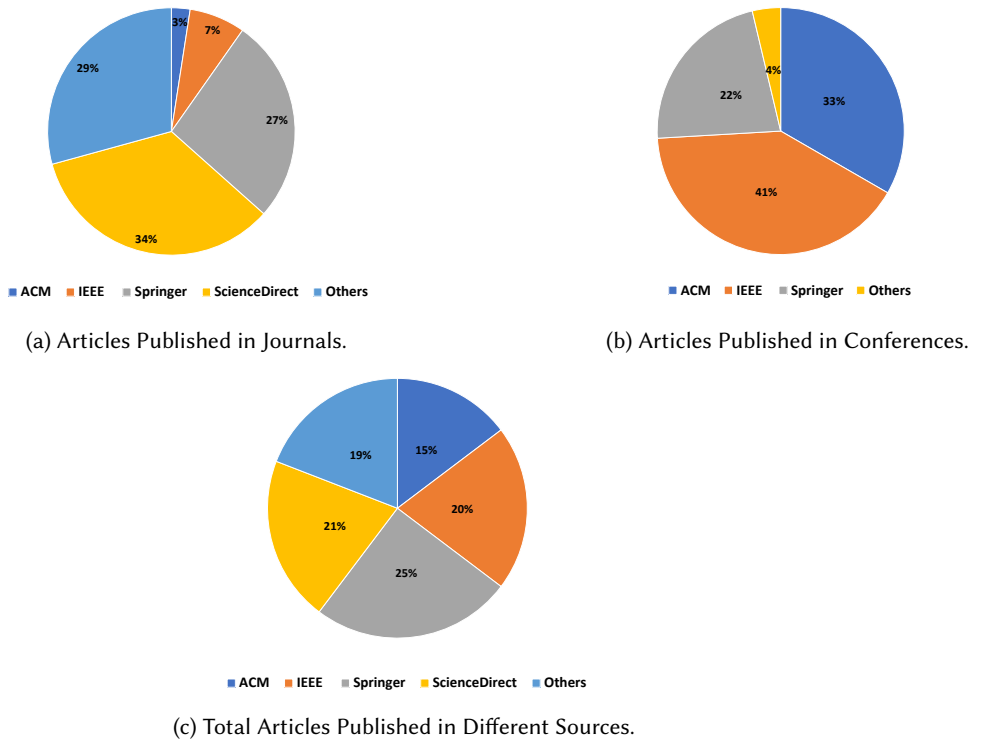 3%
7%
29%
27%
34%
ACM IEEE Springer ScienceDirect Others
(a) Articles Published in Journals.
4%
22%
33%
41%
ACM IEEE Springer Others
(b) Articles Published in Conferences.
19%
15%
21%
20%
25%
ACM IEEE Springer ScienceDirect Others
(c) Total Articles Published in Different Sources.